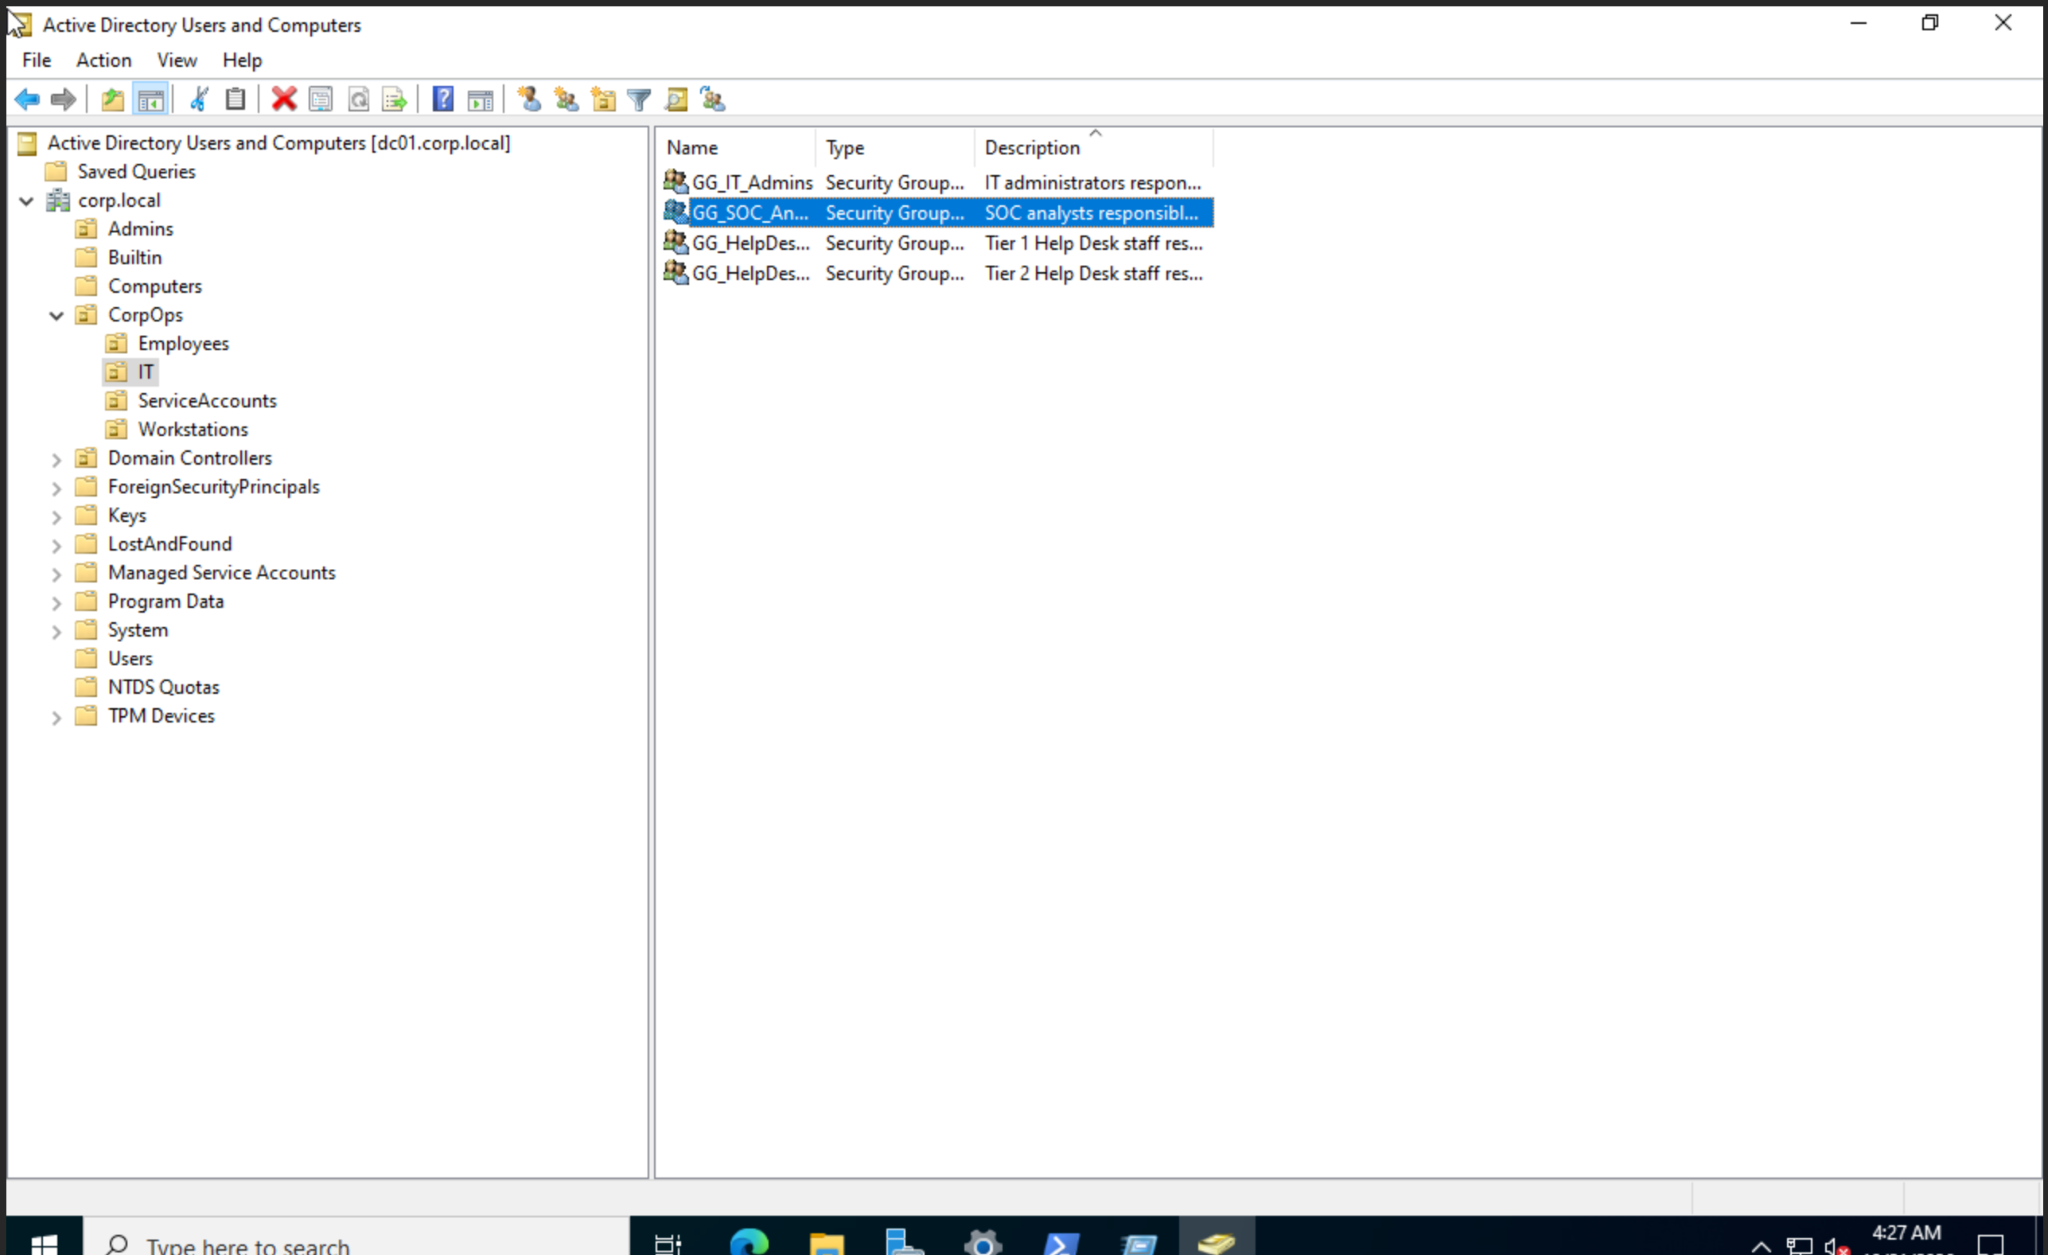 Active Directory Users and Computers
File Action View Help
Active Directory Users and Computers [dc01.corp.local]
Saved Queries
corp.local
Admins
Builtin
Computers
CorpOps
Employees
IT
ServiceAccounts
Workstations
Domain Controllers
ForeignSecurityPrincipals
Keys
LostAndFound
Managed Service Accounts
Program Data
System
Users
NTDS Quotas
TPM Devices
Name Type Description
GG_IT_Admins Security Group... IT administrators respon...
GG_SOC_An... Security Group... SOC analysts responsibl...
GG_HelpDes... Security Group... Tier 1 Help Desk staff res...
GG_HelpDes... Security Group... Tier 2 Help Desk staff res...
Type here to search
4:27 AM